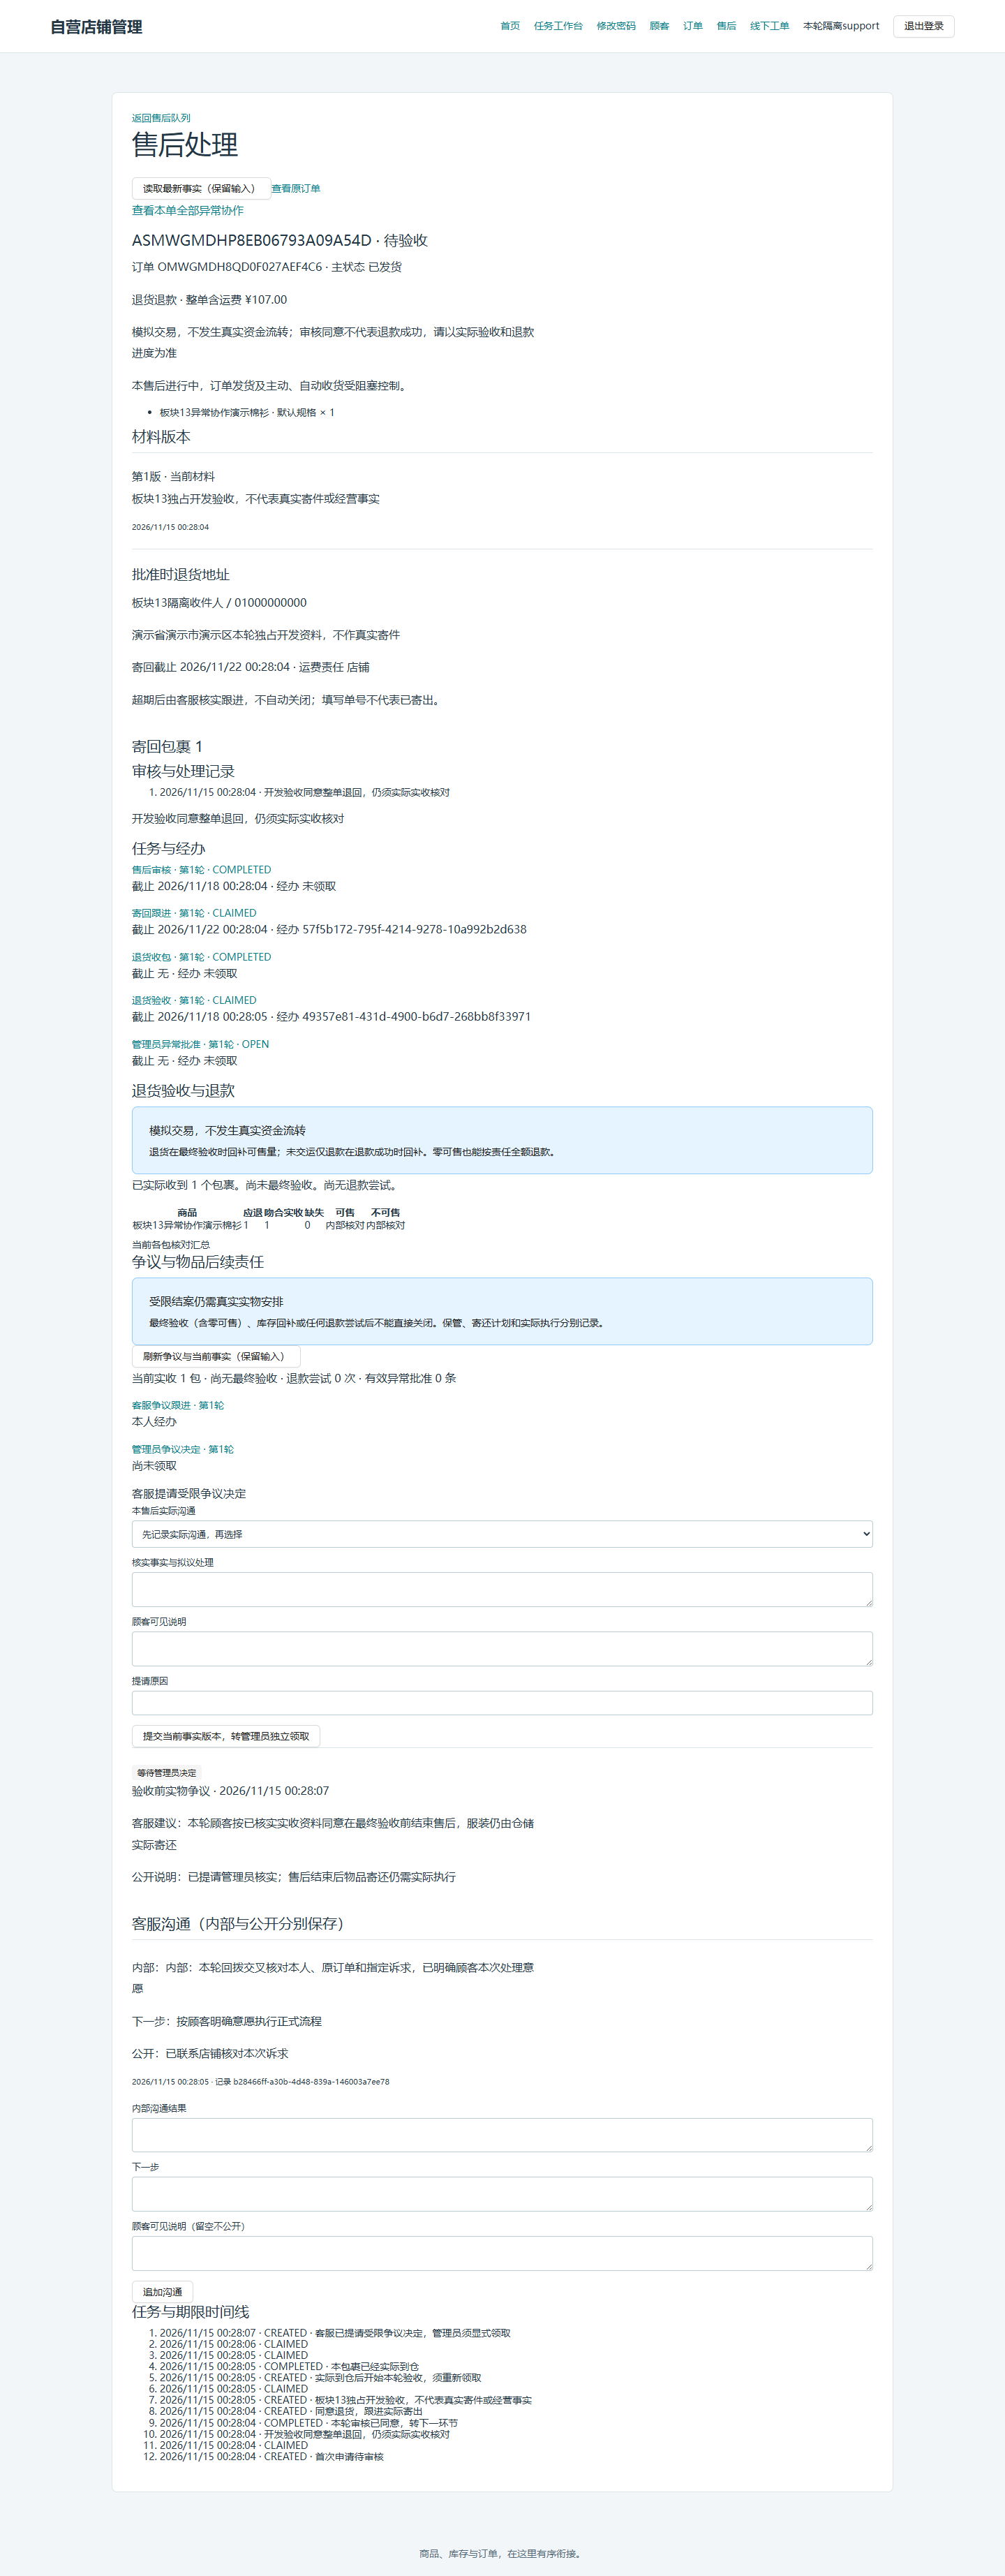 自营店铺管理
首页 任务工作台 修改密码 顾客 订单 售后 线下工单 本轮隔离support 退出登录
返回售后队列
售后处理
读取最新事实（保留输入） 查看原订单
查看本单全部异常协作
ASMWGMDHP8EB06793A09A54D · 待验收
订单 OMWGMDH8QD0F027AEF4C6 · 主状态 已发货
退货退款 · 整单含运费 ¥107.00
模拟交易，不发生真实资金流转；审核同意不代表退款成功，请以实际验收和退款
进度为准
本售后进行中，订单发货及主动、自动收货受阻塞控制。
• 板块13异常协作演示棉衫 · 默认规格 × 1
材料版本
第1版 · 当前材料
板块13独占开发验收，不代表真实寄件或经营事实
2026/11/15 00:28:04
批准时退货地址
板块13隔离收件人 / 01000000000
演示省演示市演示区本轮独占开发资料，不作真实寄件
寄回截止 2026/11/22 00:28:04 · 运费责任 店铺
超期后由客服核实跟进，不自动关闭；填写单号不代表已寄出。
寄回包裹 1
审核与处理记录
1. 2026/11/15 00:28:04 · 开发验收同意整单退回，仍须实际实收核对
开发验收同意整单退回，仍须实际实收核对
任务与经办
售后审核 · 第1轮 · COMPLETED
截止 2026/11/18 00:28:04 · 经办 未领取
寄回跟进 · 第1轮 · CLAIMED
截止 2026/11/22 00:28:04 · 经办 57f5b172-795f-4214-9278-10a992b2d638
退货收包 · 第1轮 · COMPLETED
截止 无 · 经办 未领取
退货验收 · 第1轮 · CLAIMED
截止 2026/11/18 00:28:05 · 经办 49357e81-431d-4900-b6d7-268bb8f33971
管理员异常批准 · 第1轮 · OPEN
截止 无 · 经办 未领取
退货验收与退款
模拟交易，不发生真实资金流转
退货在最终验收时回补可售量；未交运仅退款在退款成功时回补。零可售也能按责任全额退款。
已实际收到 1 个包裹。尚未最终验收。尚无退款尝试。
商品 应退 吻合实收 缺失 可售 不可售
板块13异常协作演示棉衫 1 1 0 内部核对 内部核对
当前各包核对汇总
争议与物品后续责任
受限结案仍需真实实物安排
最终验收（含零可售）、库存回补或任何退款尝试后不能直接关闭。保管、寄还计划和实际执行分别记录。
刷新争议与当前事实（保留输入）
当前实收 1 包 · 尚无最终验收 · 退款尝试 0 次 · 有效异常批准 0 条
客服争议跟进 · 第1轮
本人经办
管理员争议决定 · 第1轮
尚未领取
客服提请受限争议决定
本售后实际沟通
先记录实际沟通，再选择
核实事实与拟议处理
顾客可见说明
提请原因
提交当前事实版本，转管理员独立领取
等待管理员决定
验收前实物争议 · 2026/11/15 00:28:07
客服建议：本轮顾客按已核实实收资料同意在最终验收前结束售后，服装仍由仓储
实际寄还
公开说明：已提请管理员核实；售后结束后物品寄还仍需实际执行
客服沟通（内部与公开分别保存）
内部：内部：本轮回拨交叉核对本人、原订单和指定诉求，已明确顾客本次处理意
愿
下一步：按顾客明确意愿执行正式流程
公开：已联系店铺核对本次诉求
2026/11/15 00:28:05 · 记录 b28466ff-a30b-4d48-839a-146003a7ee78
内部沟通结果
下一步
顾客可见说明（留空不公开）
追加沟通
任务与期限时间线
1. 2026/11/15 00:28:07 · CREATED · 客服已提请受限争议决定，管理员须显式领取
2. 2026/11/15 00:28:06 · CLAIMED
3. 2026/11/15 00:28:05 · CLAIMED
4. 2026/11/15 00:28:05 · COMPLETED · 本包裹已经实际到仓
5. 2026/11/15 00:28:05 · CREATED · 实际到仓后开始本轮验收，须重新领取
6. 2026/11/15 00:28:05 · CLAIMED
7. 2026/11/15 00:28:05 · CREATED · 板块13独占开发验收，不代表真实寄件或经营事实
8. 2026/11/15 00:28:04 · CREATED · 同意退货，跟进实际寄出
9. 2026/11/15 00:28:04 · COMPLETED · 本轮审核已同意，转下一环节
10. 2026/11/15 00:28:04 · 开发验收同意整单退回，仍须实际实收核对
11. 2026/11/15 00:28:04 · CLAIMED
12. 2026/11/15 00:28:04 · CREATED · 首次申请待审核
商品、库存与订单，在这里有序衔接。